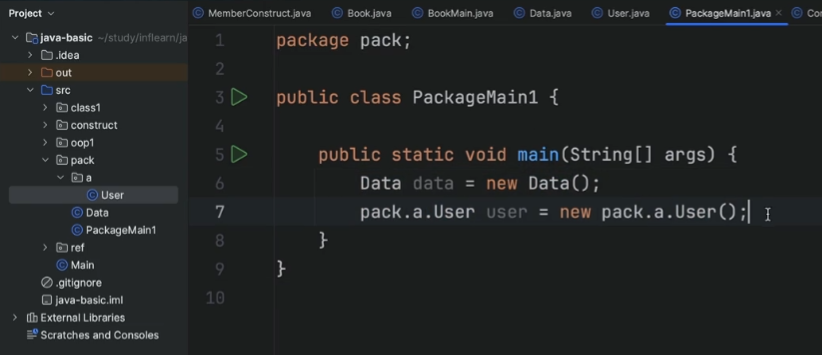 Project
MemberConstruct.java
Book.java
BookMain.java
Data.java
User.java
PackageMain1.java
Co
java-basic ~/study/inflearn/ja
.idea
out
src
class1
construct
oop1
pack
a
User
Data
PackageMain1
ref
Main
.gitignore
java-basic.iml
External Libraries
Scratches and Consoles
1 package pack;
2
3 public class PackageMain1 {
4
5 public static void main(String[] args) {
6 Data data = new Data();
7 pack.a.User user = new pack.a.User();
8 }
9 }
10